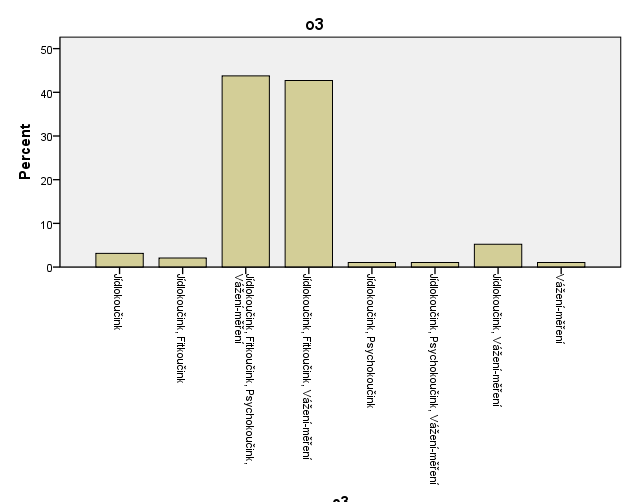 o3
Percent
50
40
30
20
10
0
Jídlokoučink
Jídlokoučink, Fitkoučink
Jídlokoučink, Fitkoučink, Psychokoučink,
Vážení-měření
Jídlokoučink, Fitkoučink, Vážení-měření
Jídlokoučink, Psychokoučink
Jídlokoučink, Psychokoučink, Vážení-měření
Jídlokoučink, Vážení-měření
Vážení-měření
o3